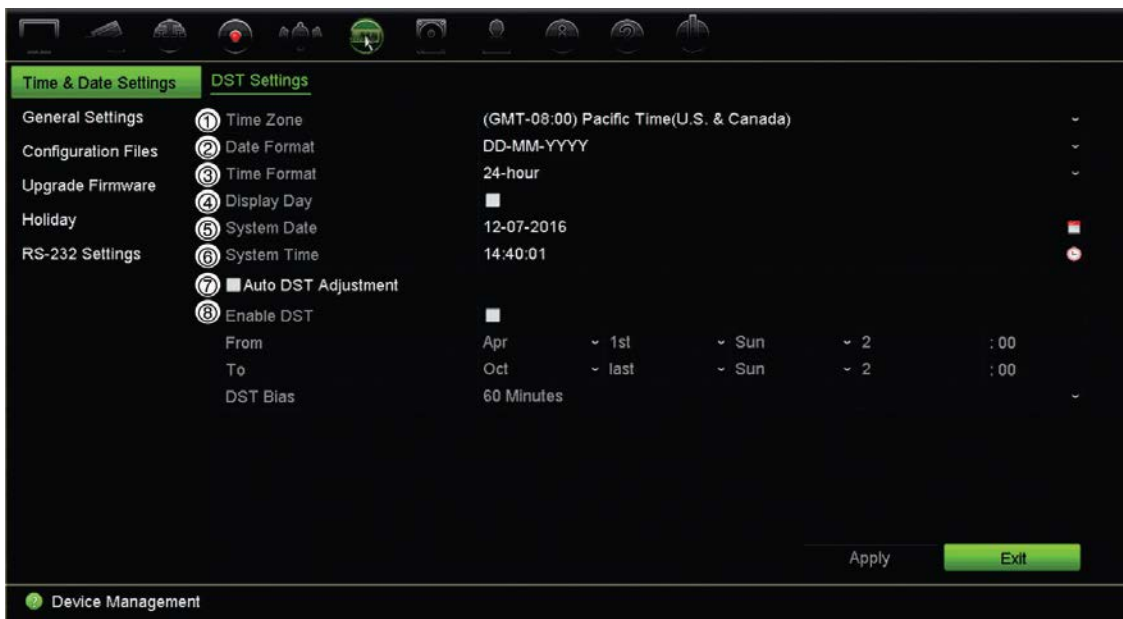 Time & Date Settings
DST Settings
General Settings
Configuration Files
Upgrade Firmware
Holiday
RS-232 Settings
① Time Zone (GMT-08:00) Pacific Time(U.S. & Canada)
② Date Format DD-MM-YYYY
③ Time Format 24-hour
④ Display Day
⑤ System Date 12-07-2016
⑥ System Time 14:40:01
⑦ Auto DST Adjustment
⑧ Enable DST
From Apr 1st Sun 2 : 00
To Oct last Sun 2 : 00
DST Bias 60 Minutes
Apply Exit
Device Management